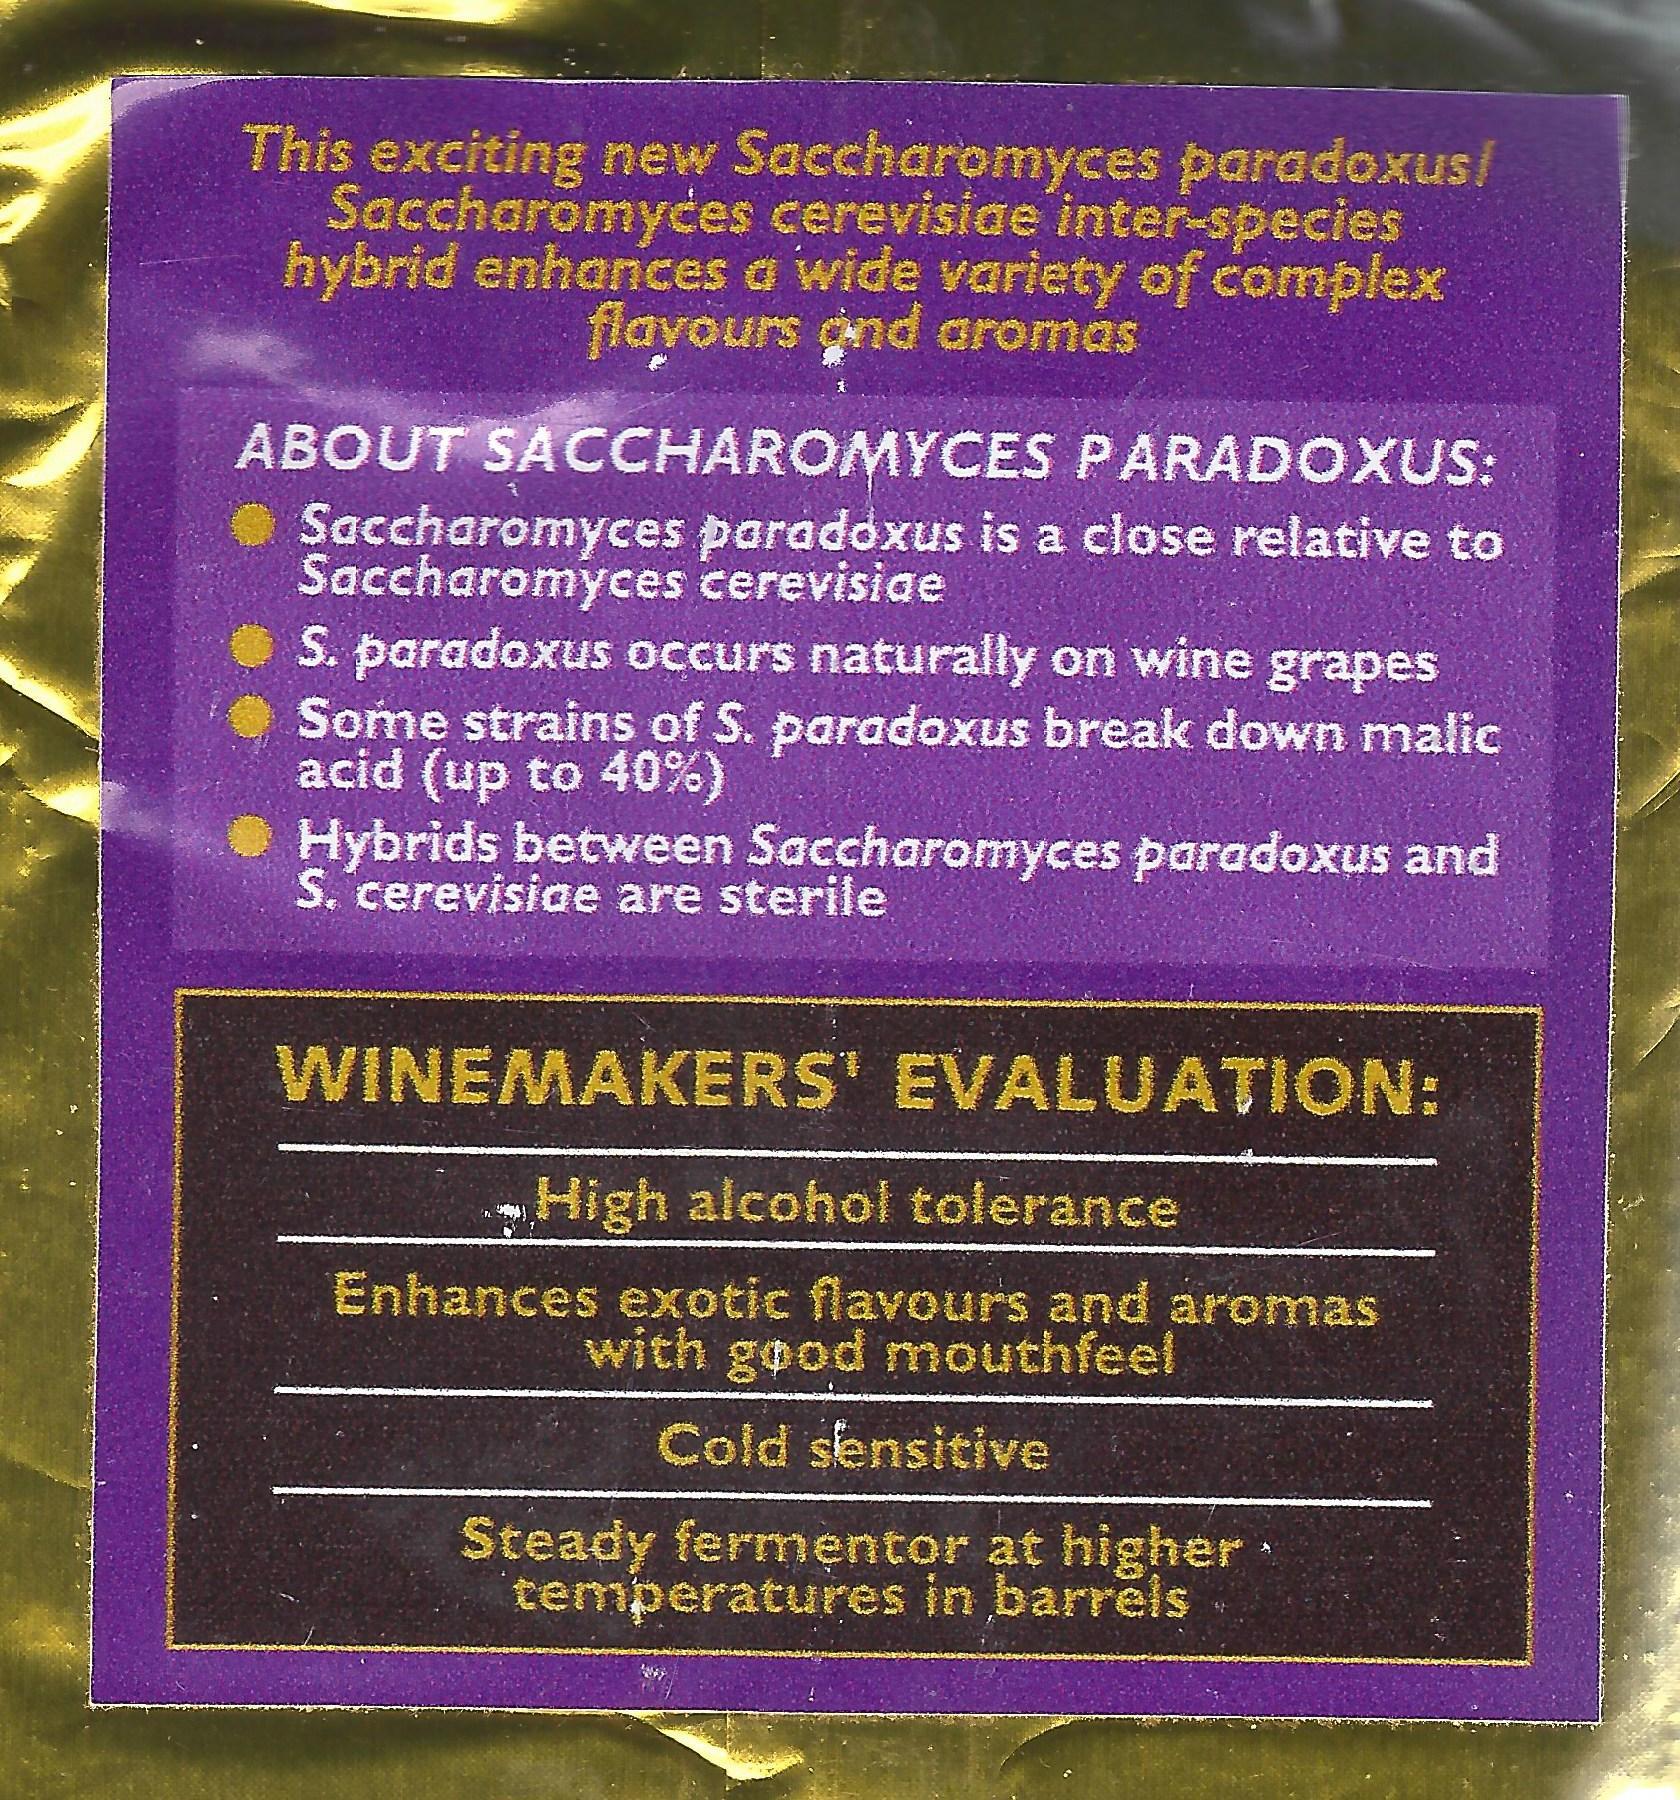 This exciting new Saccharomyces paradoxus/
Saccharomyces cerevisiae inter-species
hybrid enhances a wide variety of complex
flavours and aromas
ABOUT SACCHAROMYCES PARADOXUS:
Saccharomyces paradoxus is a close relative to
Saccharomyces cerevisiae
S. paradoxus occurs naturally on wine grapes
Some strains of S. paradoxus break down malic
acid (up to 40%)
Hybrids between Saccharomyces paradoxus and
S. cerevisiae are sterile
WINEMAKERS' EVALUATION:
High alcohol tolerance
Enhances exotic flavours and aromas
with good mouthfeel
Cold sensitive
Steady fermentor at higher
temperatures in barrels